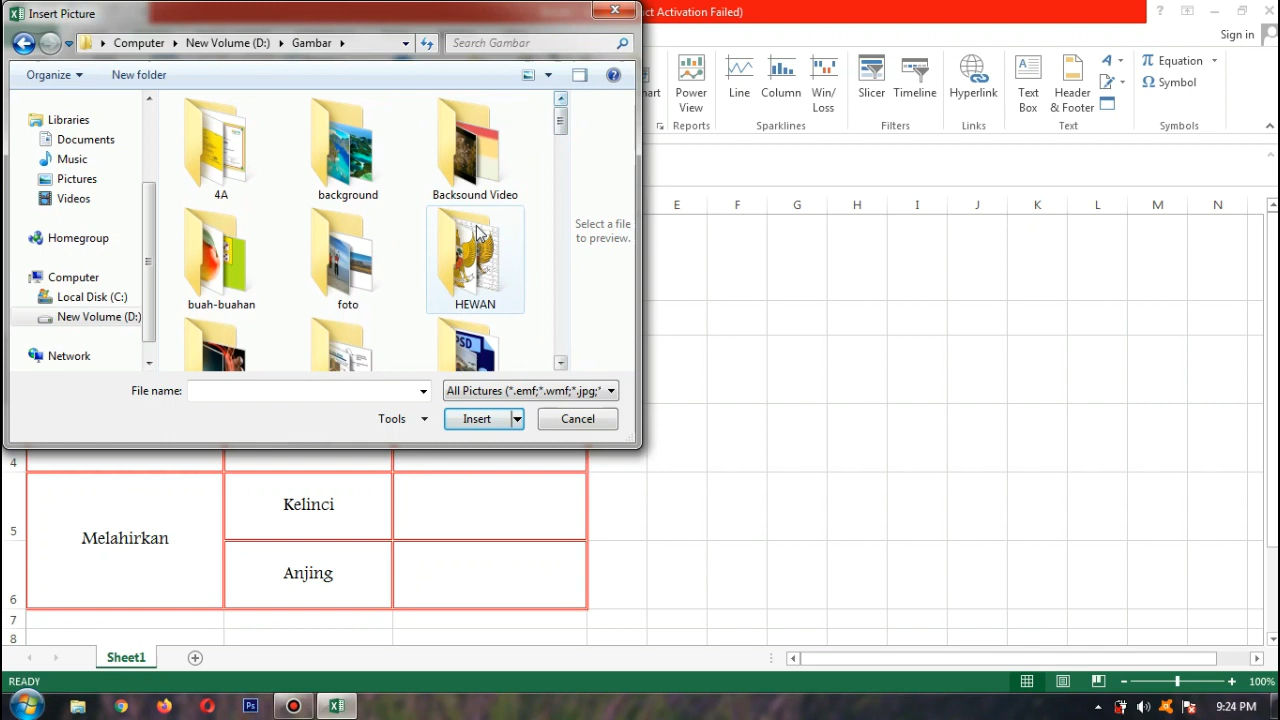 Insert Picture
ct Activation Failed)
Sign in
Computer
New Volume (D:)
Gambar
Search Gambar
Organize
New folder
Libraries
Documents
Music
Pictures
Videos
Homegroup
Computer
Local Disk (C:)
New Volume (D:)
Network
4A
background
Backsound Video
buah-buahan
foto
HEWAN
PSD
Select a file
to preview.
File name:
All Pictures (*.emf;*.wmf;*.jpg;*
Tools
Insert
Cancel
hart
Power
View
Reports
Line
Column
Win/
Loss
Sparklines
Slicer
Timeline
Filters
Hyperlink
Links
Text
Box
Header
& Footer
Text
Equation
Symbol
Symbols
E F G H I J K L M N
4
5
6
7
8
Melahirkan
Kelinci
Anjing
Sheet1
READY
100%
Ps
9:24 PM